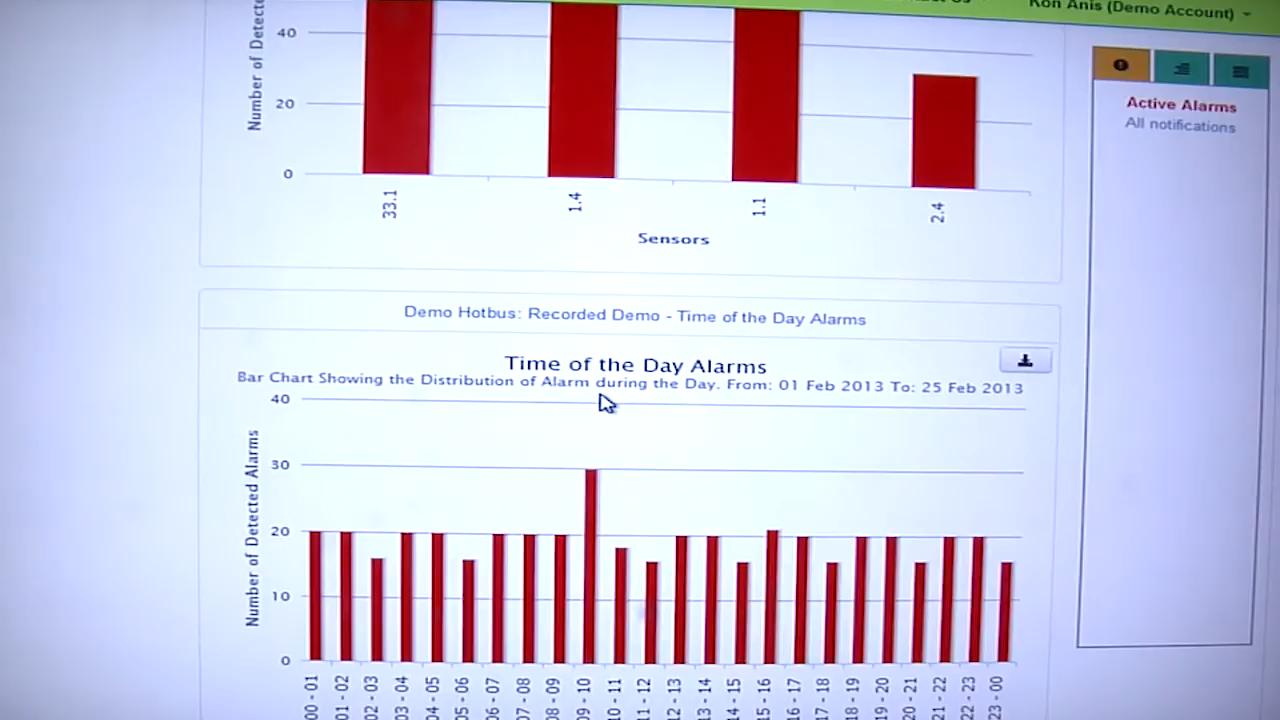 Kon Anis (Demo Account)
Number of Detec
40
20
0
33.1
1.4
1.1
2.4
Sensors
Active Alarms
All notifications
Demo Hotbus: Recorded Demo - Time of the Day Alarms
Time of the Day Alarms
Bar Chart Showing the Distribution of Alarm during the Day. From: 01 Feb 2013 To: 25 Feb 2013
Number of Detected Alarms
40
30
20
10
0
00 - 01
01 - 02
02 - 03
03 - 04
04 - 05
05 - 06
06 - 07
07 - 08
08 - 09
09 - 10
10 - 11
11 - 12
12 - 13
13 - 14
14 - 15
15 - 16
16 - 17
17 - 18
18 - 19
19 - 20
20 - 21
21 - 22
22 - 23
23 - 00